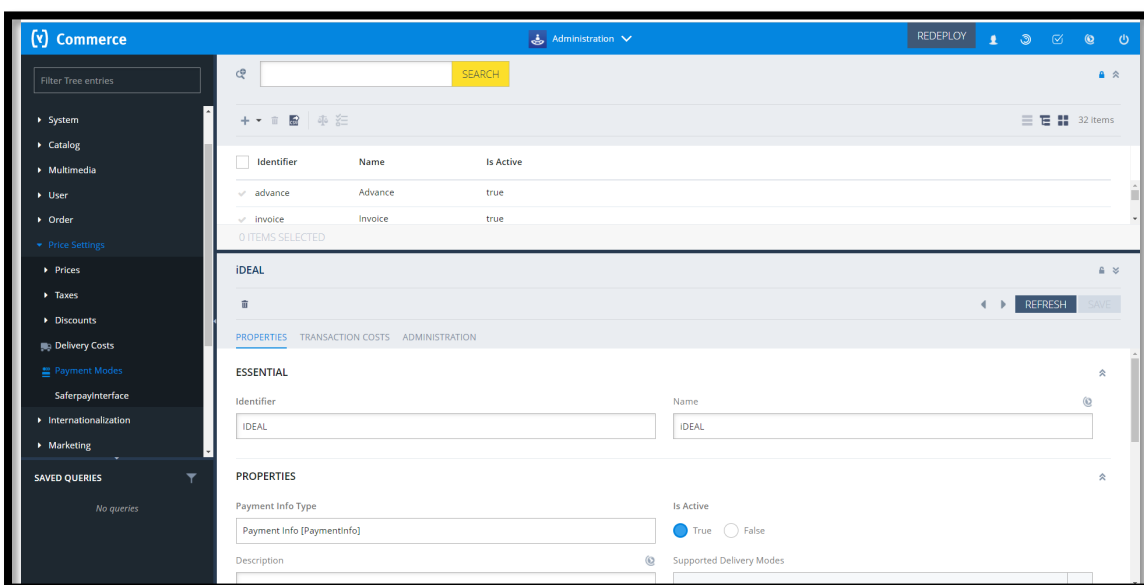 Commerce
Administration
REDEPLOY
Filter Tree entries
System
Catalog
Multimedia
User
Order
Price Settings
Prices
Taxes
Discounts
Delivery Costs
Payment Modes
SaferpayInterface
Internationalization
Marketing
SAVED QUERIES
No queries
SEARCH
32 items
Identifier Name Is Active
advance Advance true
invoice Invoice true
0 ITEMS SELECTED
iDEAL
REFRESH SAVE
PROPERTIES TRANSACTION COSTS ADMINISTRATION
ESSENTIAL
Identifier Name
IDEAL iDEAL
PROPERTIES
Payment Info Type Is Active
Payment Info [PaymentInfo] True False
Description Supported Delivery Modes